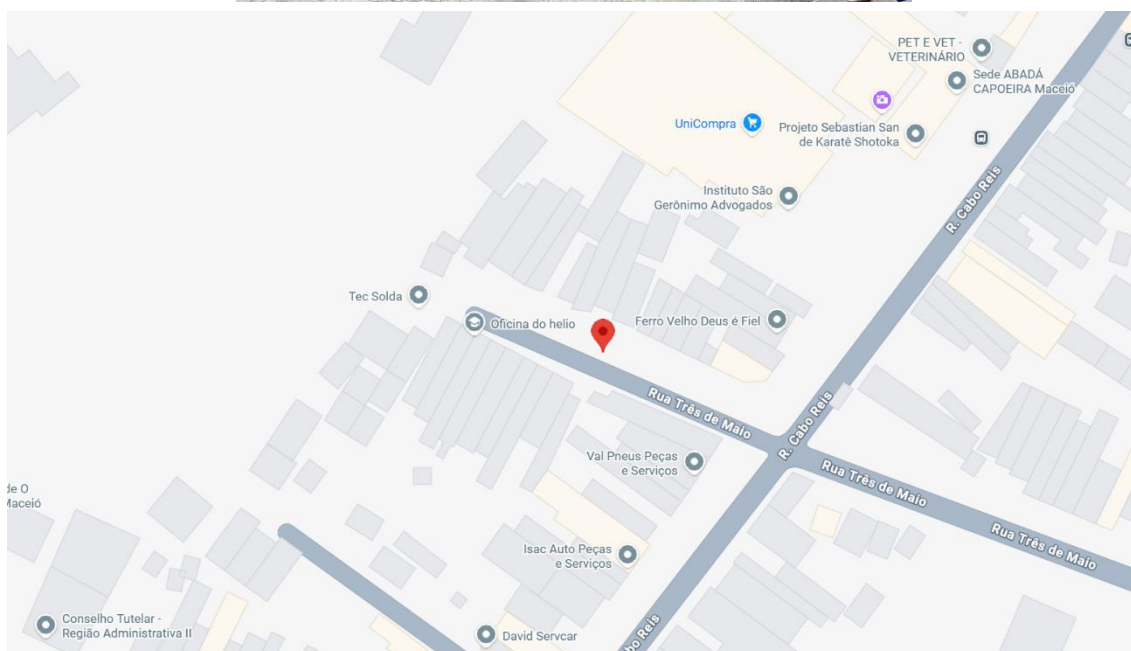 PET E VET -
VETERINÁRIO
Sede ABADÁ
CAPOEIRA Maceió
UniCompra
Projeto Sebastian San
de Karatê Shotoka
Instituto São
Gerônimo Advogados
R. Cabo Reis
Tec Solda
Oficina do helio
Ferro Velho Deus é Fiel
Rua Três de Maio
R. Cabo Reis
Val Pneus Peças
e Serviços
Rua Três de Maio
Rua Três de Maio
de O
Maceió
Isac Auto Peças
e Serviços
Conselho Tutelar -
Região Administrativa II
David Servcar
Cabo Reis